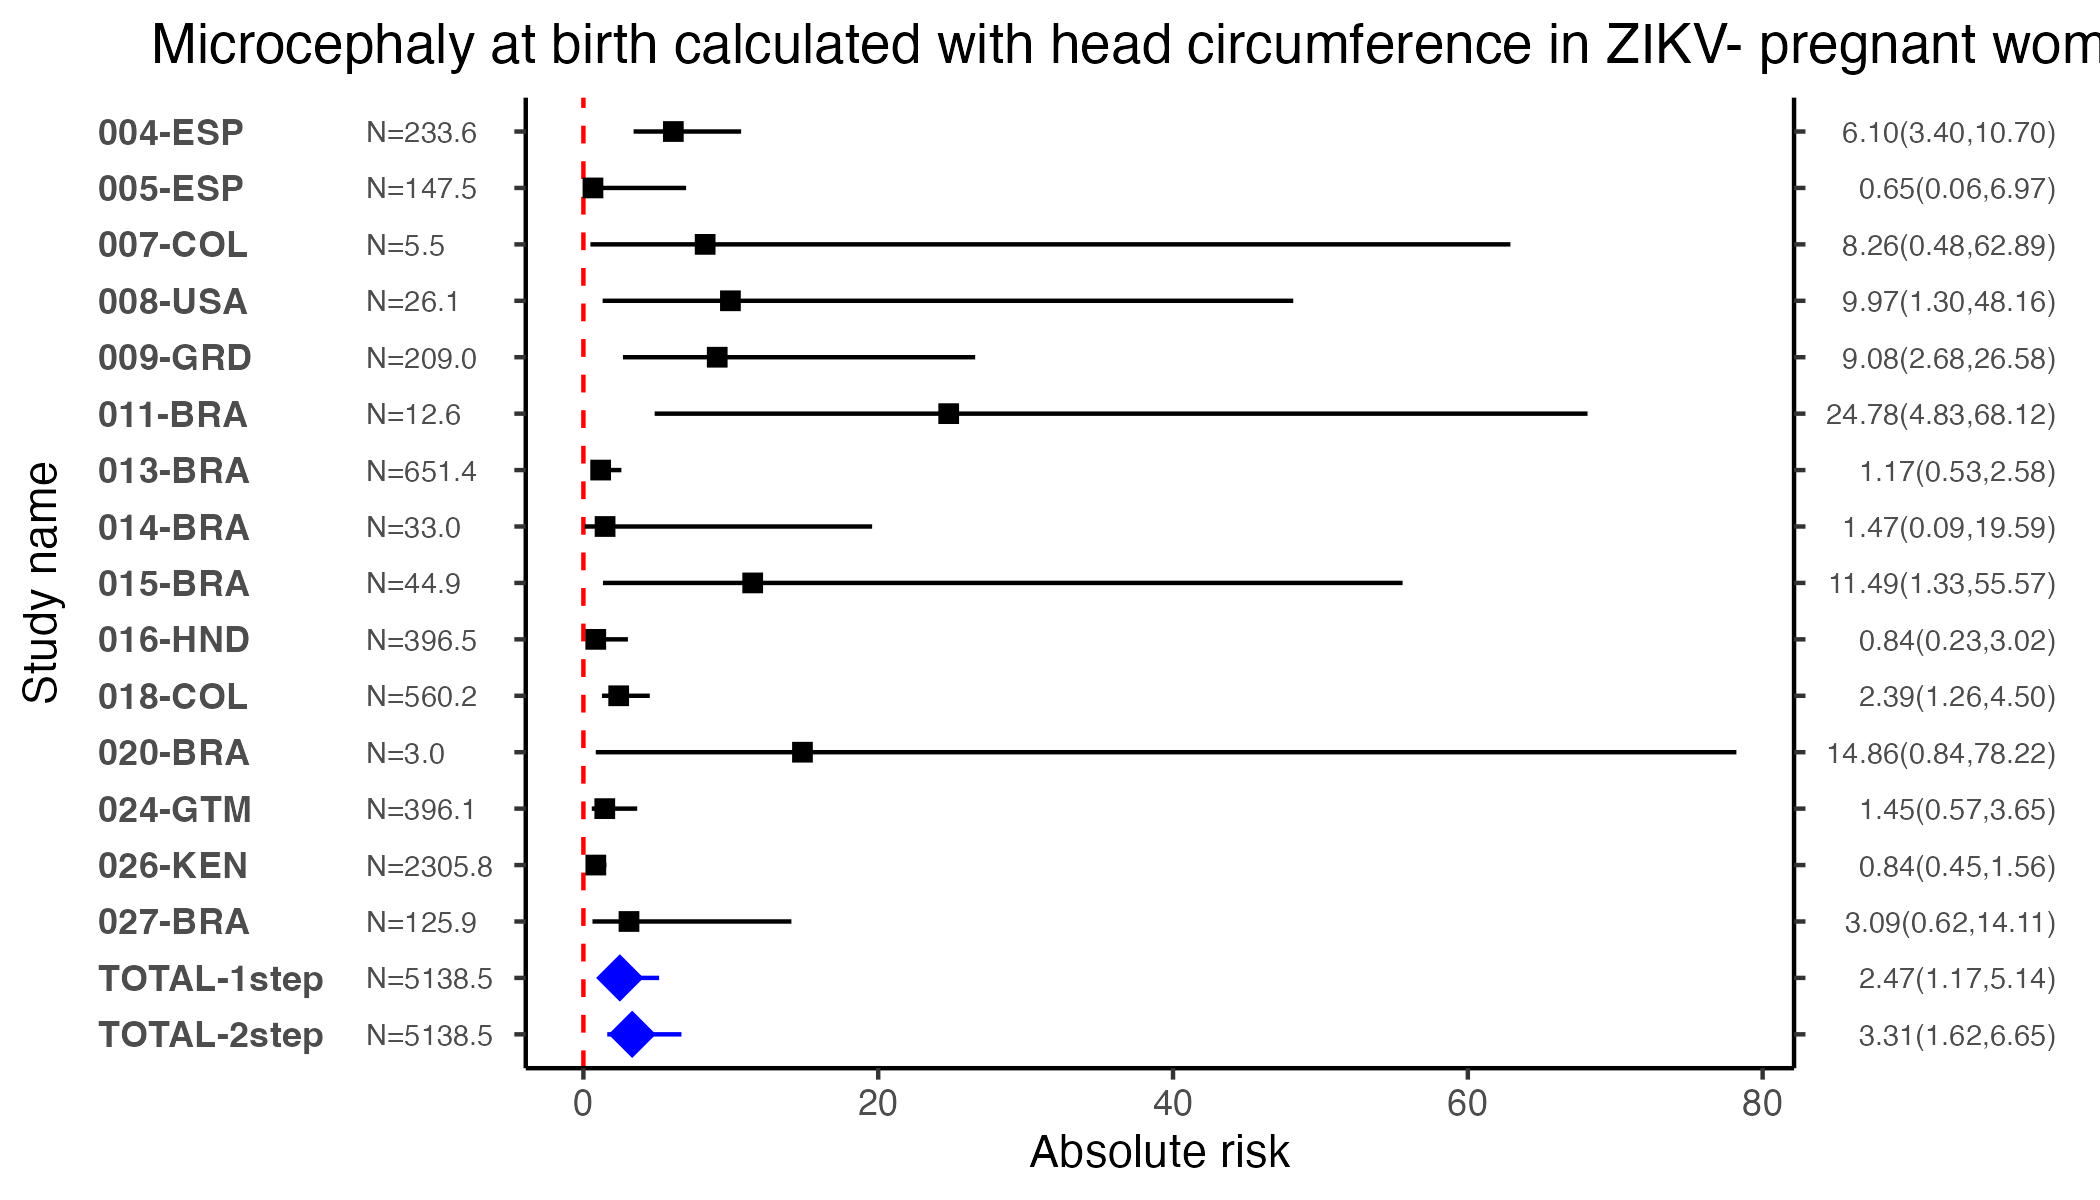 Microcephaly at birth calculated with head circumference in ZIKV- pregnant wom
Study name
004-ESP N=233.6 6.10(3.40,10.70)
005-ESP N=147.5 0.65(0.06,6.97)
007-COL N=5.5 8.26(0.48,62.89)
008-USA N=26.1 9.97(1.30,48.16)
009-GRD N=209.0 9.08(2.68,26.58)
011-BRA N=12.6 24.78(4.83,68.12)
013-BRA N=651.4 1.17(0.53,2.58)
014-BRA N=33.0 1.47(0.09,19.59)
015-BRA N=44.9 11.49(1.33,55.57)
016-HND N=396.5 0.84(0.23,3.02)
018-COL N=560.2 2.39(1.26,4.50)
020-BRA N=3.0 14.86(0.84,78.22)
024-GTM N=396.1 1.45(0.57,3.65)
026-KEN N=2305.8 0.84(0.45,1.56)
027-BRA N=125.9 3.09(0.62,14.11)
TOTAL-1step N=5138.5 2.47(1.17,5.14)
TOTAL-2step N=5138.5 3.31(1.62,6.65)
0 20 40 60 80
Absolute risk